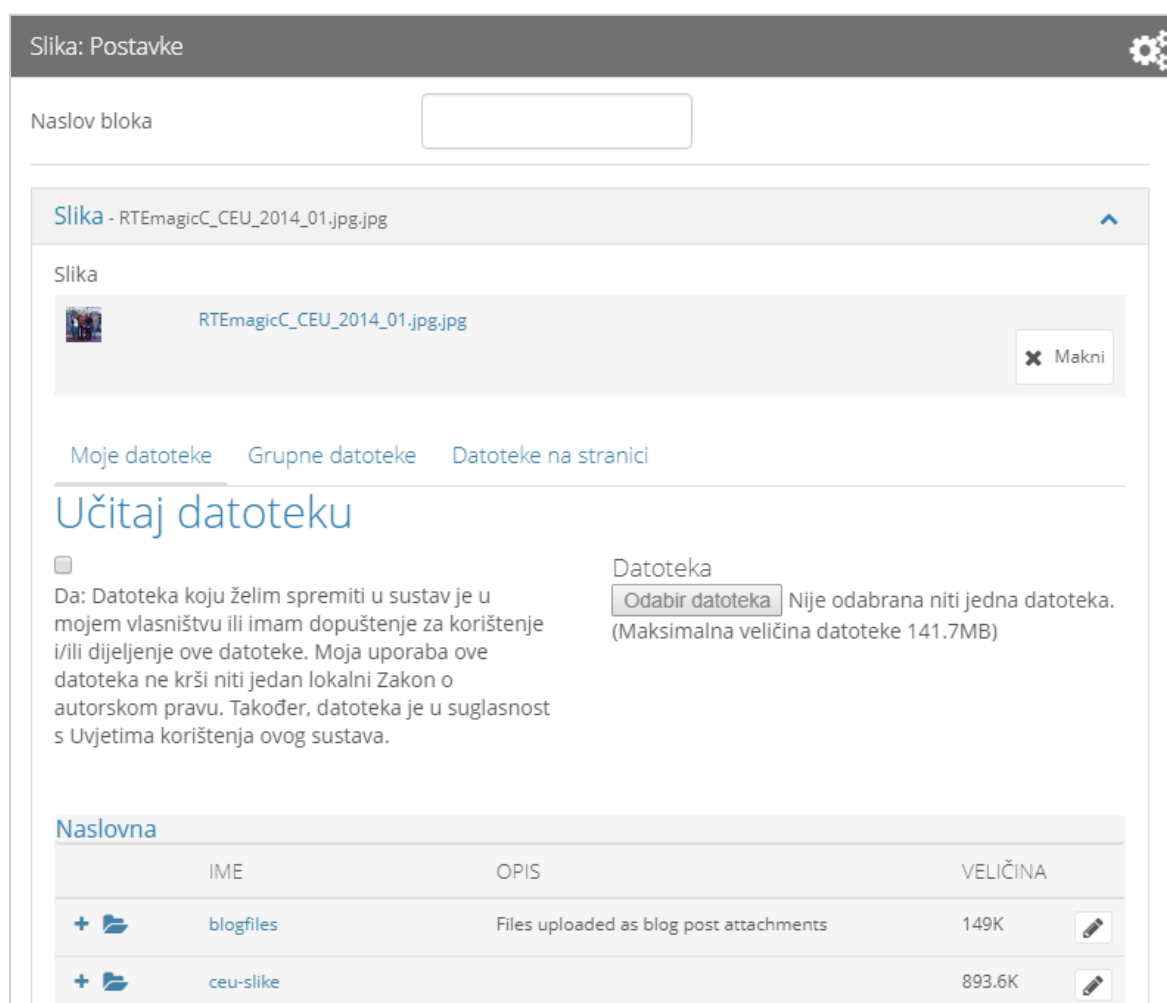 Slika: Postavke
Naslov bloka
Slika - RTEmagicC_CEU_2014_01.jpg.jpg
Slika
RTEmagicC_CEU_2014_01.jpg.jpg
Makni
Moje datoteke Grupne datoteke Datoteke na stranici
Učitaj datoteku
Da: Datoteka koju želim spremiti u sustav je u
mojem vlasništvu ili imam dopuštenje za korištenje
i/ili dijeljenje ove datoteke. Moja uporaba ove
datoteka ne krši niti jedan lokalni Zakon o
autorskom pravu. Također, datoteka je u suglasnost
s Uvjetima korištenja ovog sustava.
Datoteka
Odabir datoteka Nije odabrana niti jedna datoteka.
(Maksimalna veličina datoteke 141.7MB)
Naslovna
IME OPIS VELIČINA
blogfiles Files uploaded as blog post attachments 149K
ceu-slike 893.6K